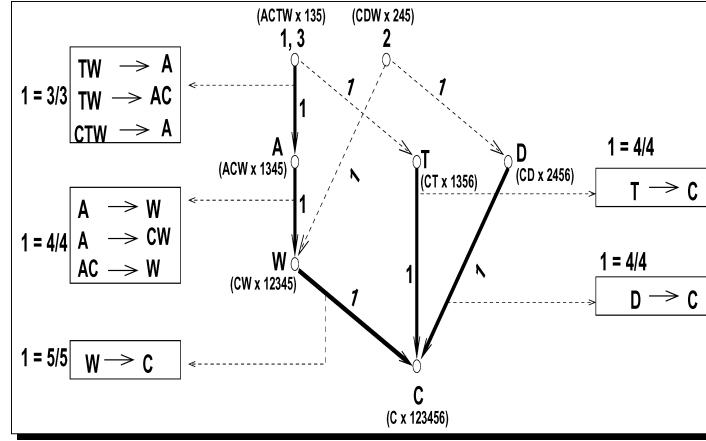 (ACTW x 135)
(CDW x 245)
1, 3
2
TW → A
TW → AC
CTW → A
1 = 3/3
1
1
1
1
A
(ACW x 1345)
T
(CT x 1356)
D
(CD x 2456)
1 = 4/4
T → C
A → W
A → CW
AC → W
1 = 4/4
1
1
1
W
(CW x 12345)
1
1 = 4/4
D → C
1
1 = 5/5
W → C
C
(C x 123456)